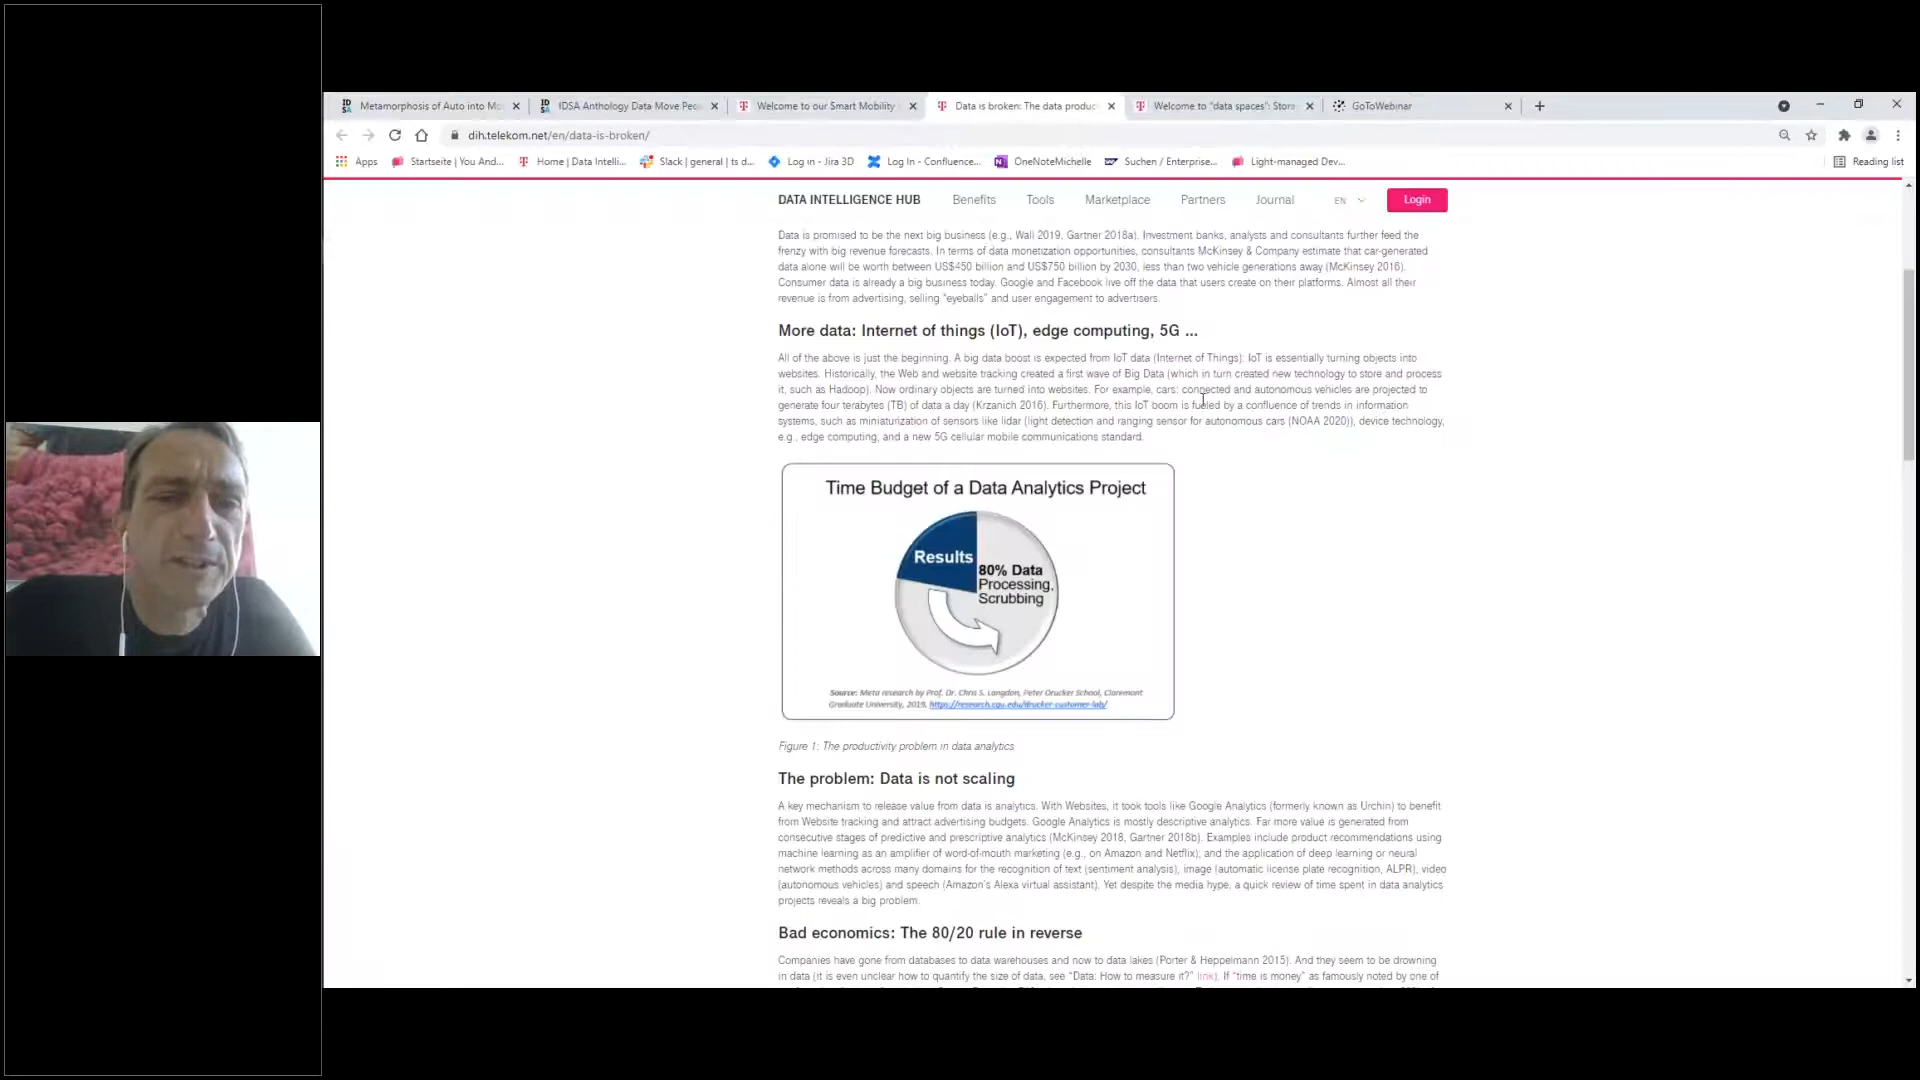 Metamorphosis of Auto into Mo
IDSA Anthology Data Move Peo
Welcome to our Smart Mobility
Data is broken: The data produc
Welcome to "data spaces": Store
GoToWebinar
dih.telekom.net/en/data-is-broken/
Apps
Startseite | You And...
Home | Data Intelli...
Slack | general | ts d...
Log in - Jira 3D
Log In - Confluence...
OneNoteMichelle
Suchen / Enterprise...
Light-managed Dev...
Reading list
DATA INTELLIGENCE HUB
Benefits
Tools
Marketplace
Partners
Journal
EN
Login
Data is promised to be the next big business (e.g., Wall 2019, Gartner 2018a). Investment banks, analysts and consultants further feed the
frenzy with big revenue forecasts. In terms of data monetization opportunities, consultants McKinsey & Company estimate that car-generated
data alone will be worth between US$450 billion and US$750 billion by 2030, less than two vehicle generations away (McKinsey 2016).
Consumer data is already a big business today. Google and Facebook live off the data that users create on their platforms. Almost all their
revenue is from advertising, selling "eyeballs" and user engagement to advertisers.
More data: Internet of things (IoT), edge computing, 5G ...
All of the above is just the beginning. A big data boost is expected from IoT data (Internet of Things): IoT is essentially turning objects into
websites. Historically, the Web and website tracking created a first wave of Big Data (which in turn created new technology to store and process
it, such as Hadoop). Now ordinary objects are turned into websites. For example, cars: connected and autonomous vehicles are projected to
generate four terabytes (TB) of data a day (Krzanich 2016). Furthermore, this IoT boom is fueled by a confluence of trends in information
systems, such as miniaturization of sensors like lidar (light detection and ranging sensor for autonomous cars (NOAA 2020)), device technology,
e.g., edge computing, and a new 5G cellular mobile communications standard.
Time Budget of a Data Analytics Project
Results
80% Data
Processing,
Scrubbing
Source: Meta research by Prof. Dr. Chris S. Langdon, Peter Drucker School, Claremont
Graduate University, 2019, https://research.cgu.edu/drucker-customer-lab/
Figure 1: The productivity problem in data analytics
The problem: Data is not scaling
A key mechanism to release value from data is analytics. With Websites, it took tools like Google Analytics (formerly known as Urchin) to benefit
from Website tracking and attract advertising budgets. Google Analytics is mostly descriptive analytics. Far more value is generated from
consecutive stages of predictive and prescriptive analytics (McKinsey 2018, Gartner 2018b). Examples include product recommendations using
machine learning as an amplifier of word-of-mouth marketing (e.g., on Amazon and Netflix); and the application of deep learning or neural
network methods across many domains for the recognition of text (sentiment analysis), image (automatic license plate recognition, ALPR), video
(autonomous vehicles) and speech (Amazon's Alexa virtual assistant). Yet despite the media hype, a quick review of time spent in data analytics
projects reveals a big problem.
Bad economics: The 80/20 rule in reverse
Companies have gone from databases to data warehouses and now to data lakes (Porter & Heppelmann 2015). And they seem to be drowning
in data (it is even unclear how to quantify the size of data, see "Data: How to measure it?" link). If "time is money" as famously noted by one of